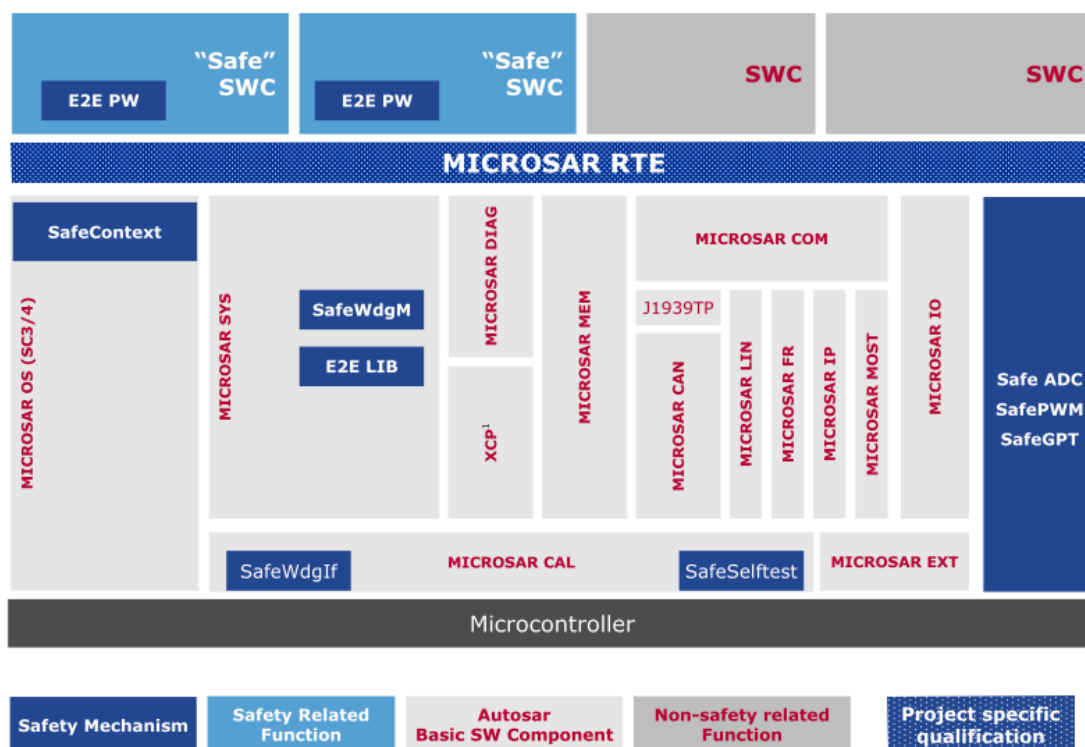 “Safe”
SWC
E2E PW
“Safe”
SWC
E2E PW
SWC
SWC
MICROSAR RTE
SafeContext
MICROSAR OS (SC3/4)
MICROSAR SYS
SafeWdgM
E2E LIB
MICROSAR DIAG
XCP¹
MICROSAR MEM
MICROSAR COM
J1939TP
MICROSAR CAN
MICROSAR LIN
MICROSAR FR
MICROSAR IP
MICROSAR MOST
MICROSAR IO
Safe ADC
SafePWM
SafeGPT
SafeWdgIf
MICROSAR CAL
SafeSelftest
MICROSAR EXT
Microcontroller
Safety Mechanism
Safety Related
Function
Autosar
Basic SW Component
Non-safety related
Function
Project specific
qualification